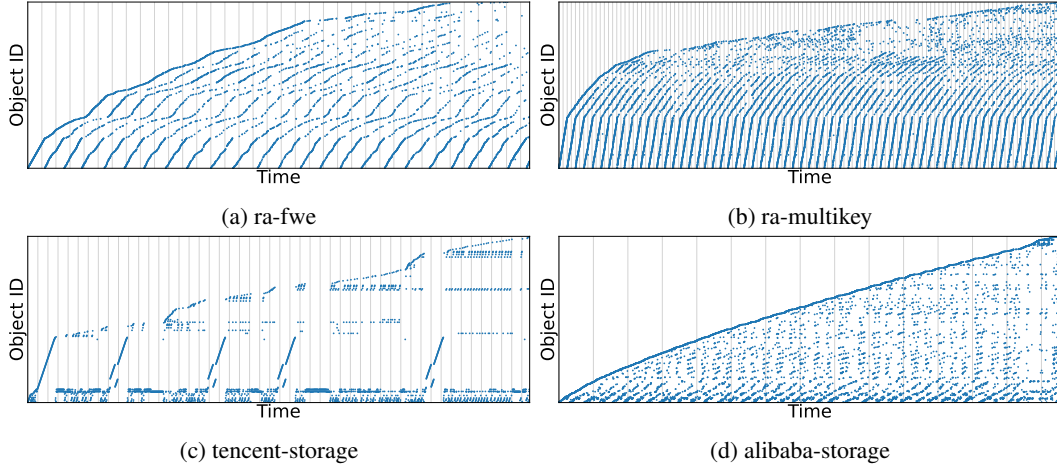 Object ID
Time
(a) ra-fwe
Object ID
Time
(b) ra-multikey
Object ID
Time
(c) tencent-storage
Object ID
Time
(d) alibaba-storage